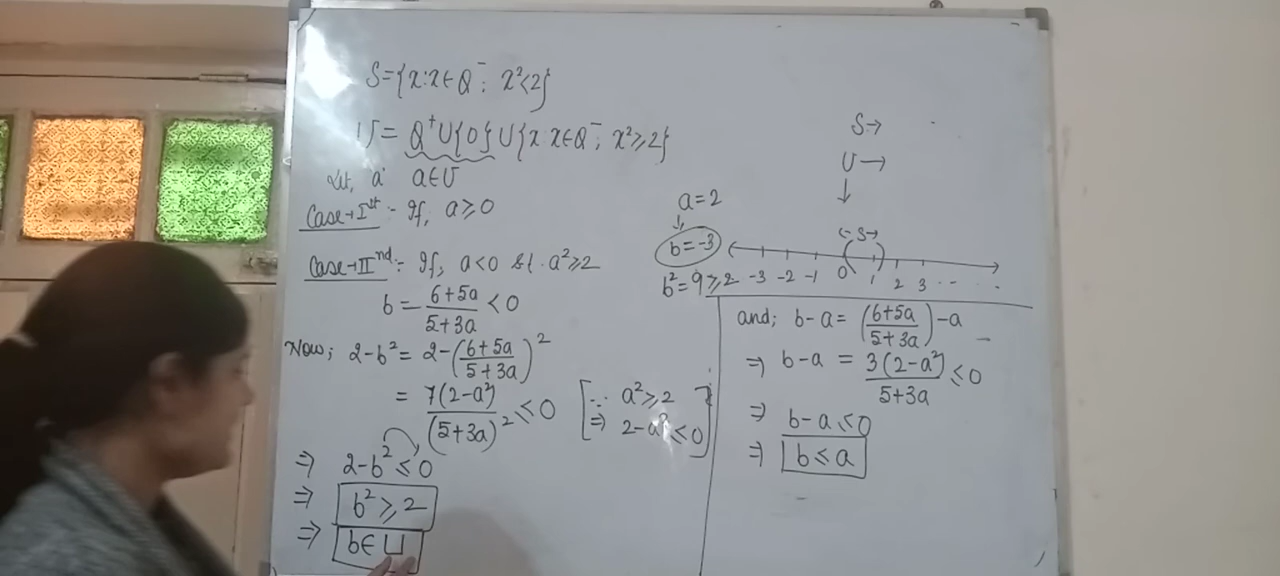 S={x:x∈Q⁻; x²<2}
U= Q⁺U{0}U{x x∈Q⁻; x²≥2}
Let, a a∈U
Case→Iˢᵗ:- If, a≥0
Case→IIⁿᵈ:- If, a<0 &1. a²≥2
b= (6+5a)/(5+3a) <0
Now; 2-b²= 2-((6+5a)/(5+3a))²
= 7(2-a²)/(5+3a)² ≤0 [∵ a²≥2
⇒ 2-a²≤0]
⇒ 2-b²≤0
⇒ b²≥2
⇒ b∈U
S→
U→
↓
a=2
↓
b=-3
←S→
b²=9≥2 -3 -2 -1 0 1 2 3 ...
and; b-a= ((6+5a)/(5+3a))-a
⇒ b-a = 3(2-a²)/(5+3a) ≤0
⇒ b-a≤0
⇒ b≤a